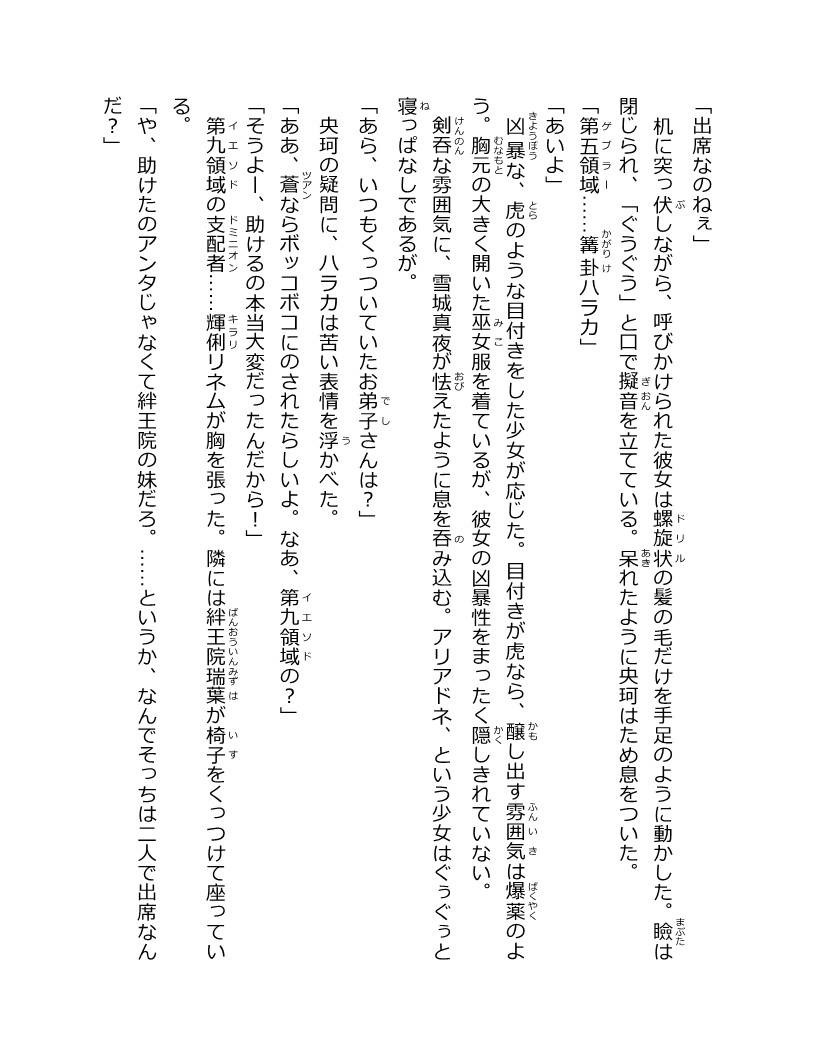 「出席なのねぇ」
　机に突っ伏しながら、呼びかけられた彼女は螺旋状の髪の毛だけを手足のように動かした。瞼は
閉じられ、「ぐうぐう」と口で擬音を立てている。呆れたように央珂はため息をついた。
「第五領域……篝卦ハラカ」
「あいよ」
　凶暴な、虎のような目付きをした少女が応じた。目付きが虎なら、醸し出す雰囲気は爆薬のよ
う。胸元の大きく開いた巫女服を着ているが、彼女の凶暴性をまったく隠しきれていない。
　剣呑な雰囲気に、雪城真夜が怯えたように息を呑み込む。アリアドネ、という少女はぐぅぐぅと
寝っぱなしであるが。
「あら、いつもくっついていたお弟子さんは？」
　央珂の疑問に、ハラカは苦い表情を浮かべた。
「ああ、蒼ならボッコボコにのされたらしいよ。なあ、第九領域の？」
「そうよー、助けるの本当大変だったんだから！」
　第九領域の支配者……輝俐リネムが胸を張った。隣には絆王院瑞葉が椅子をくっつけて座ってい
る。
「や、助けたのアンタじゃなくて絆王院の妹だろ。……というか、なんでそっちは二人で出席なん
だ？」